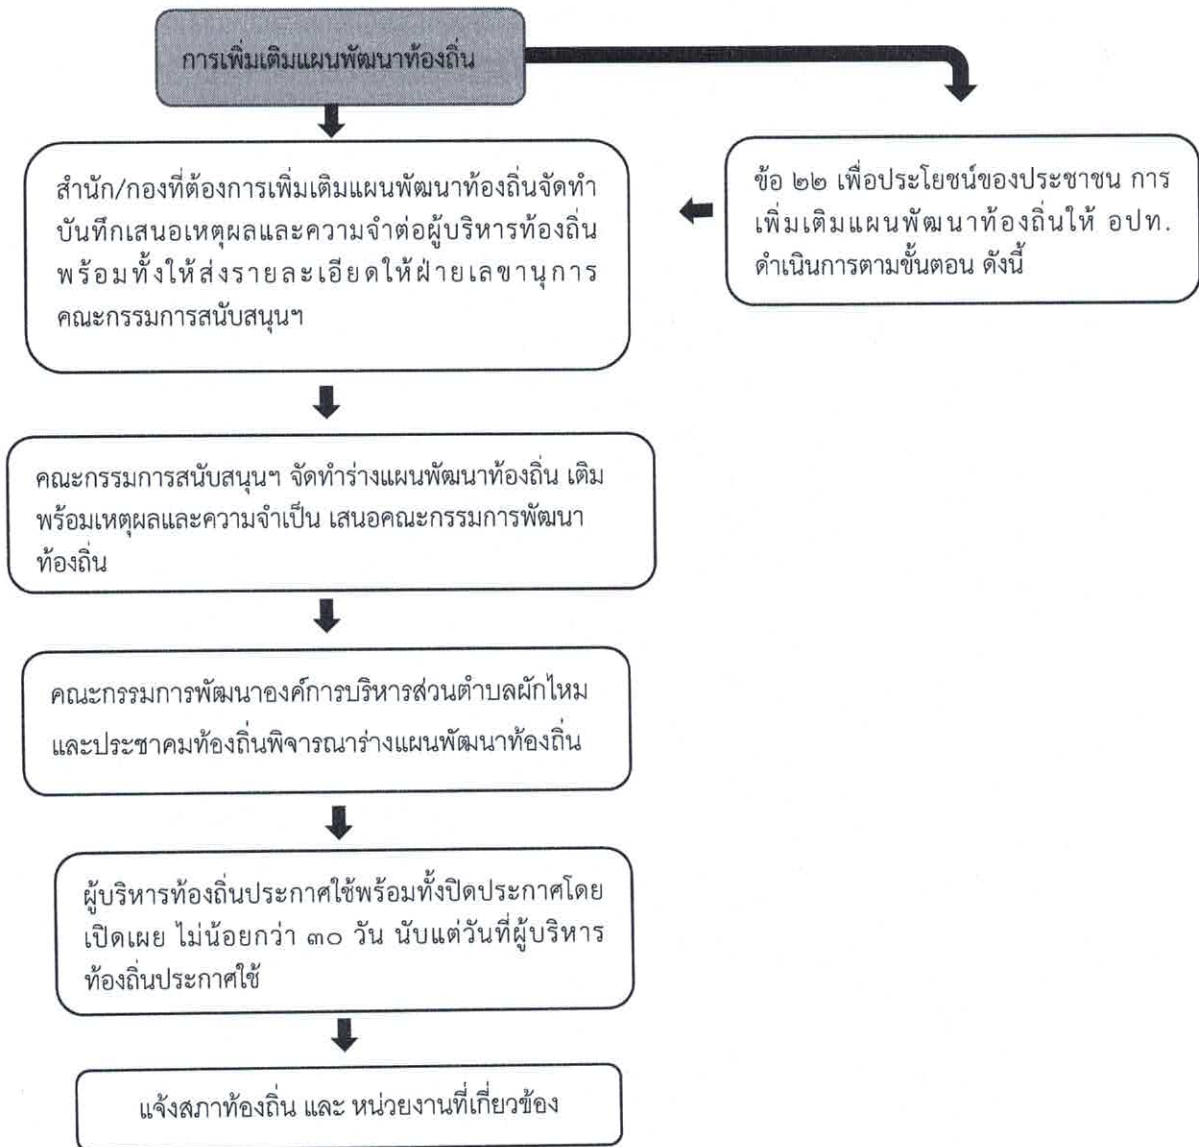 การเพิ่มเติมแผนพัฒนาท้องถิ่น
สำนัก/กองที่ต้องการเพิ่มเติมแผนพัฒนาท้องถิ่นจัดทำ
บันทึกเสนอเหตุผลและความจำต่อผู้บริหารท้องถิ่น
พร้อมทั้งให้ส่งรายละเอียดให้ฝ่ายเลขานุการ
คณะกรรมการสนับสนุนฯ
ข้อ ๒๒ เพื่อประโยชน์ของประชาชน การ
เพิ่มเติมแผนพัฒนาท้องถิ่นให้ อปท.
ดำเนินการตามขั้นตอน ดังนี้
คณะกรรมการสนับสนุนฯ จัดทำร่างแผนพัฒนาท้องถิ่น เติม
พร้อมเหตุผลและความจำเป็น เสนอคณะกรรมการพัฒนา
ท้องถิ่น
คณะกรรมการพัฒนาองค์การบริหารส่วนตำบลผักไหม
และประชาคมท้องถิ่นพิจารณาร่างแผนพัฒนาท้องถิ่น
ผู้บริหารท้องถิ่นประกาศใช้พร้อมทั้งปิดประกาศโดย
เปิดเผย ไม่น้อยกว่า ๓๐ วัน นับแต่วันที่ผู้บริหาร
ท้องถิ่นประกาศใช้
แจ้งสภาท้องถิ่น และ หน่วยงานที่เกี่ยวข้อง